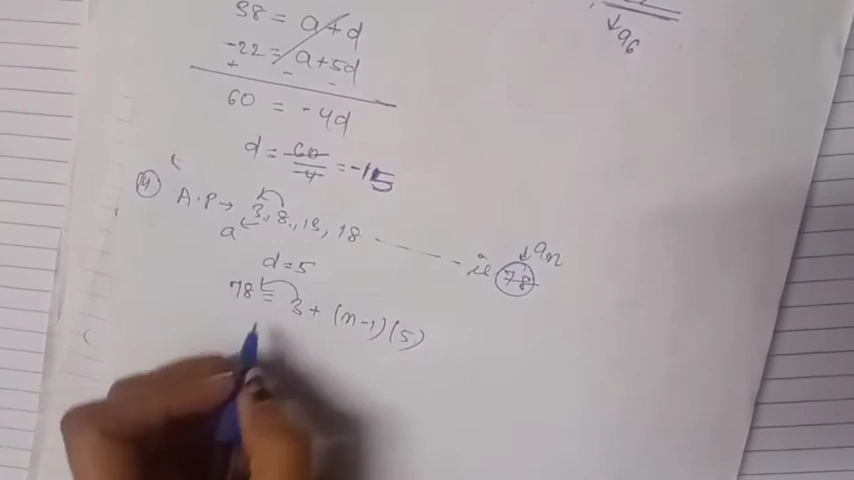 38 = a + d
-22 = a + 5d
+ - -
60 = -4d
d = 60/-4 = -15
↓ a6
(4) A.P → 3, 8, 13, 18 ----- is 78
a
↓ an
d = 5
78 = 3 + (n-1)(5)